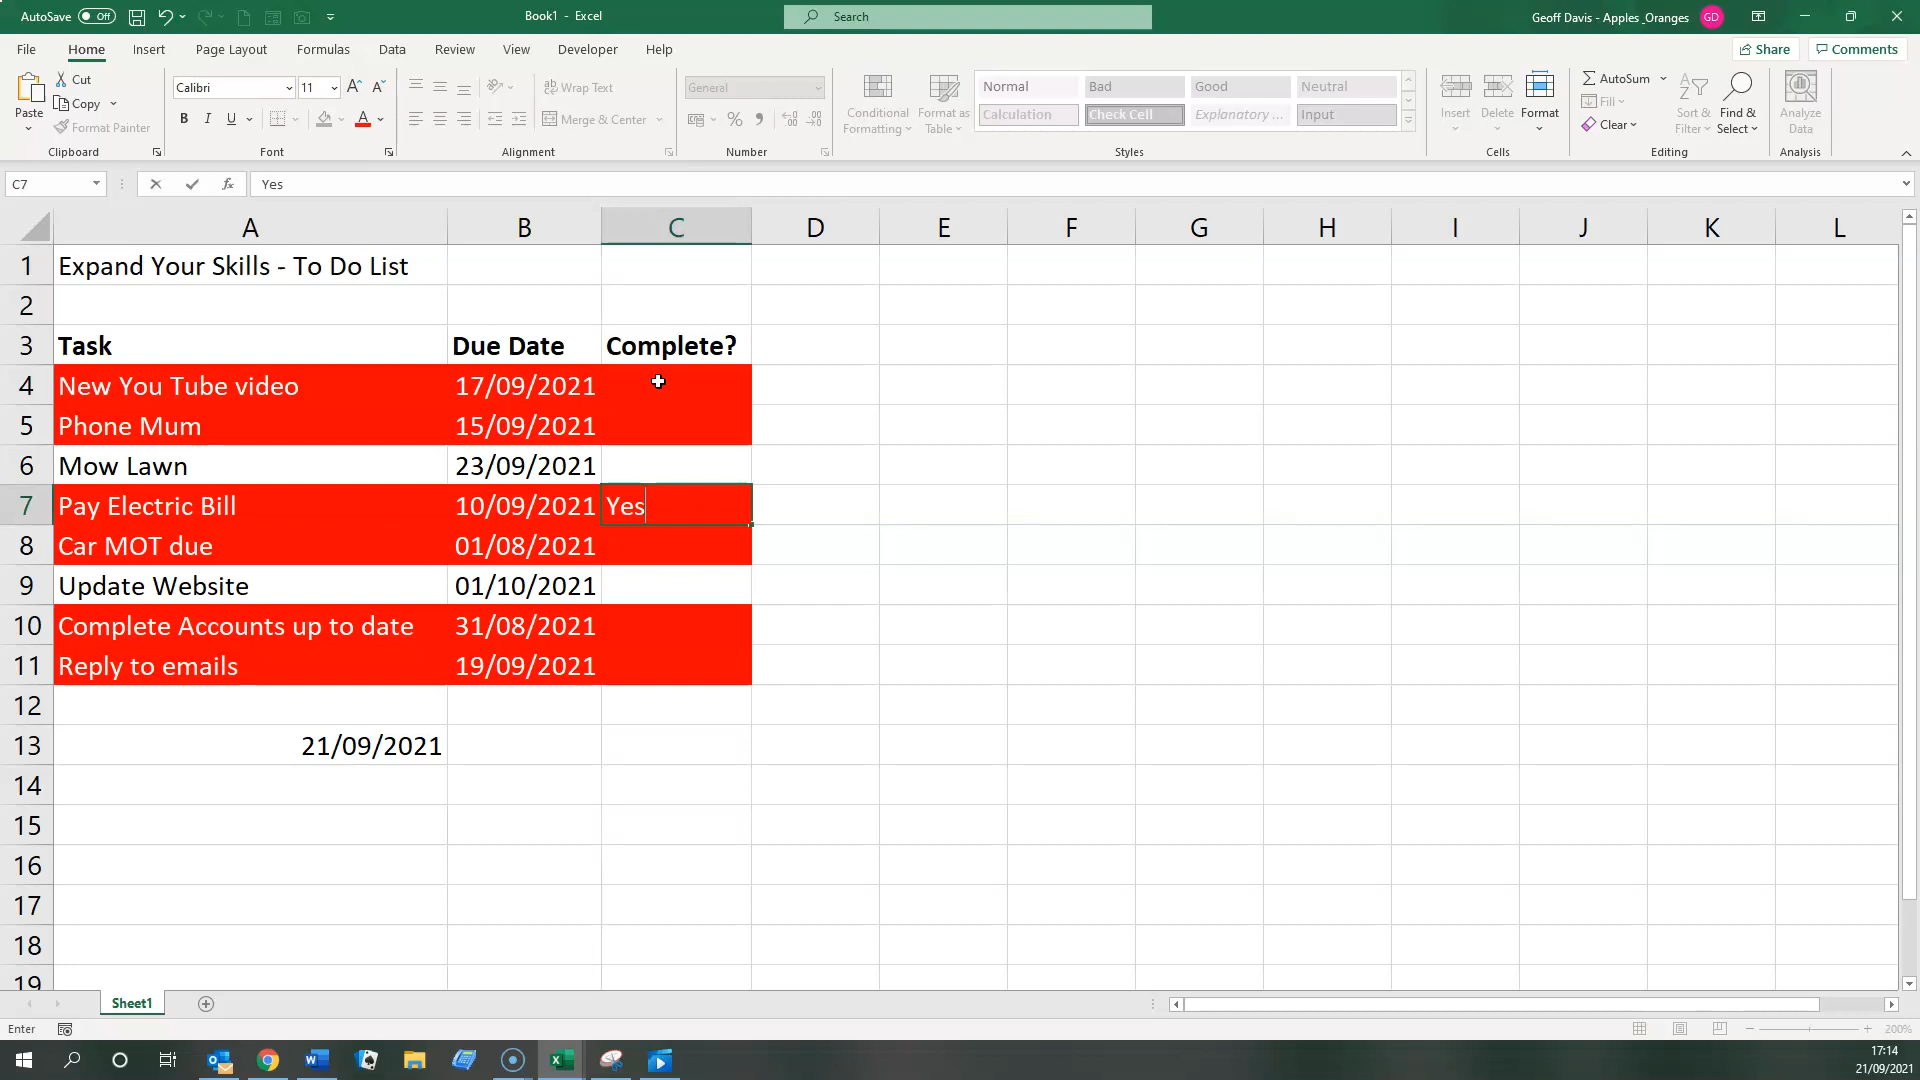 AutoSave Off Book1 - Excel Search Geoff Davis - Apples_Oranges GD
File Home Insert Page Layout Formulas Data Review View Developer Help Share Comments
Paste
Cut
Copy
Format Painter
Clipboard
Calibri 11 A A
B I U A
Font
Wrap Text
Merge & Center
Alignment
General
% 9
Number
Conditional Formatting
Format as Table
Normal Bad Good Neutral
Calculation Check Cell Explanatory ... Input
Styles
Insert Delete Format
Cells
AutoSum
Fill
Clear
Sort & Filter
Find & Select
Editing
Analyze Data
Analysis
C7 fx Yes
A B C D E F G H I J K L
1 Expand Your Skills - To Do List
2
3 Task Due Date Complete?
4 New You Tube video 17/09/2021
5 Phone Mum 15/09/2021
6 Mow Lawn 23/09/2021
7 Pay Electric Bill 10/09/2021 Yes
8 Car MOT due 01/08/2021
9 Update Website 01/10/2021
10 Complete Accounts up to date 31/08/2021
11 Reply to emails 19/09/2021
12
13 21/09/2021
14
15
16
17
18
19
Sheet1
Enter 200%
17:14
21/09/2021